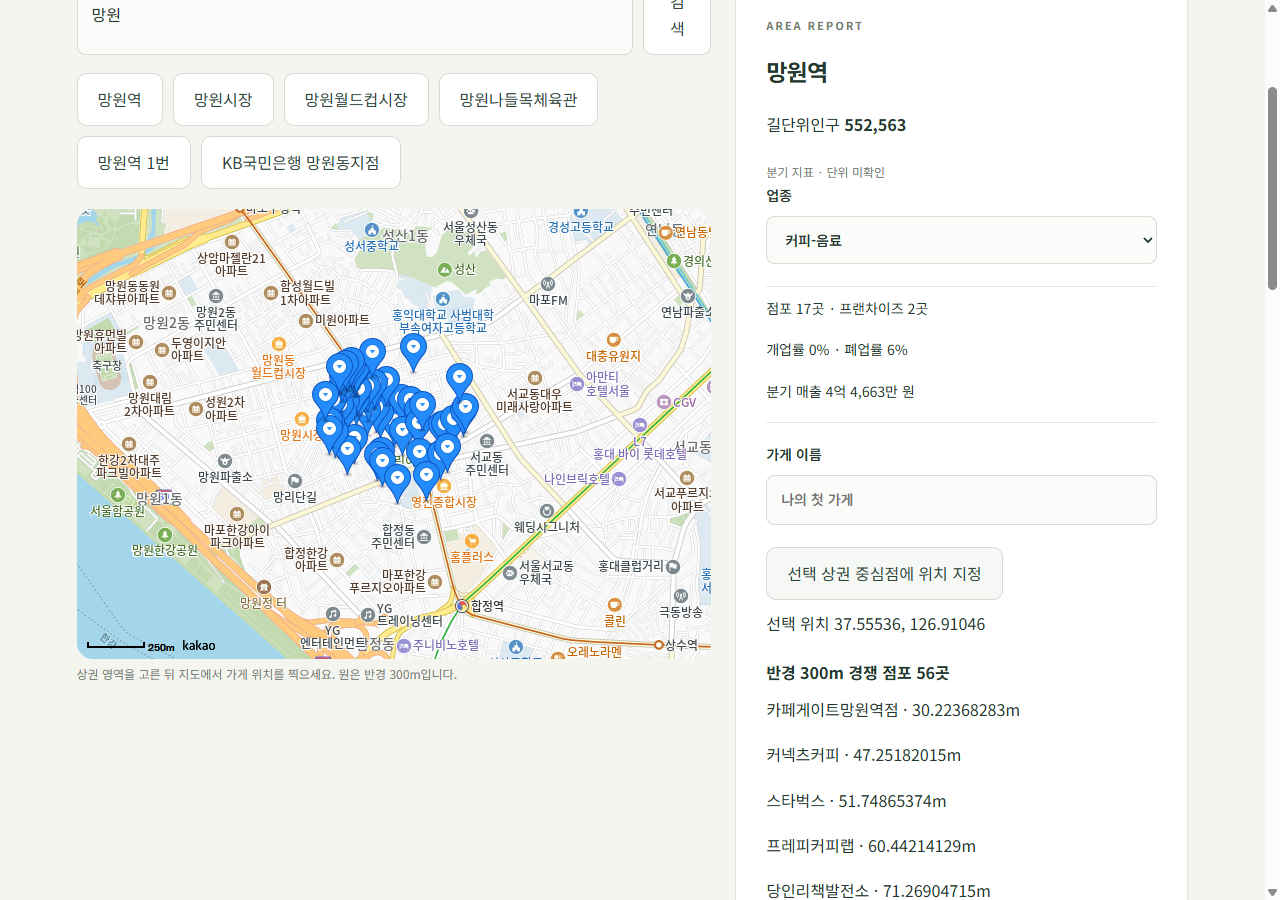 망원
검
색
망원역
망원시장
망원월드컵시장
망원나들목체육관
망원역 1번
KB국민은행 망원동지점
성산1동
성서중학교
서울성산동
우체국
경성고등학교
상암마젤란21
아파트
성산
망원동동원
데자뷰아파트
망원2동
주민센터
함성월드빌
1차아파트
마포FM
망원2동
미원아파트
홍익대학교 사범대학
부속여자고등학교
두영이지안
아파트
축구장
망원동
월드컵시장
대충유원지
아만티
호텔서울
망원대림
2차아파트
성원2차
아파트
서교동대우
미래사랑아파트
CGV
L7
홍대 바이 롯데호텔
서교동
한강2차대주
파크빌아파트
망원파출소
서교동
주민센터
나인브릭호텔
망원1동
서울함공원
망리단길
영진종합시장
마포한강아이
파크아파트
합정동
주민센터
웨딩시그니처
망원한강공원
합정한강
아파트
홈플러스
마포한강
푸르지오아파트
서울서교동
우체국
홍대클럽거리
망원정 터
YG
트레이닝센터
합정역
콜린
극동방송
YG
엔터테인먼트
합정동
주니비노호텔
오레노라멘
상수역
250m kakao
상권 영역을 고른 뒤 지도에서 가게 위치를 찍으세요. 원은 반경 300m입니다.
AREA REPORT
망원역
길단위인구 552,563
분기 지표 · 단위 미확인
업종
커피-음료
점포 17곳 · 프랜차이즈 2곳
개업률 0% · 폐업률 6%
분기 매출 4억 4,663만 원
가게 이름
나의 첫 가게
선택 상권 중심점에 위치 지정
선택 위치 37.55536, 126.91046
반경 300m 경쟁 점포 56곳
카페게이트망원역점 · 30.22368283m
커넥츠커피 · 47.25182015m
스타벅스 · 51.74865374m
프레피커피랩 · 60.44214129m
당인리책발전소 · 71.26904715m